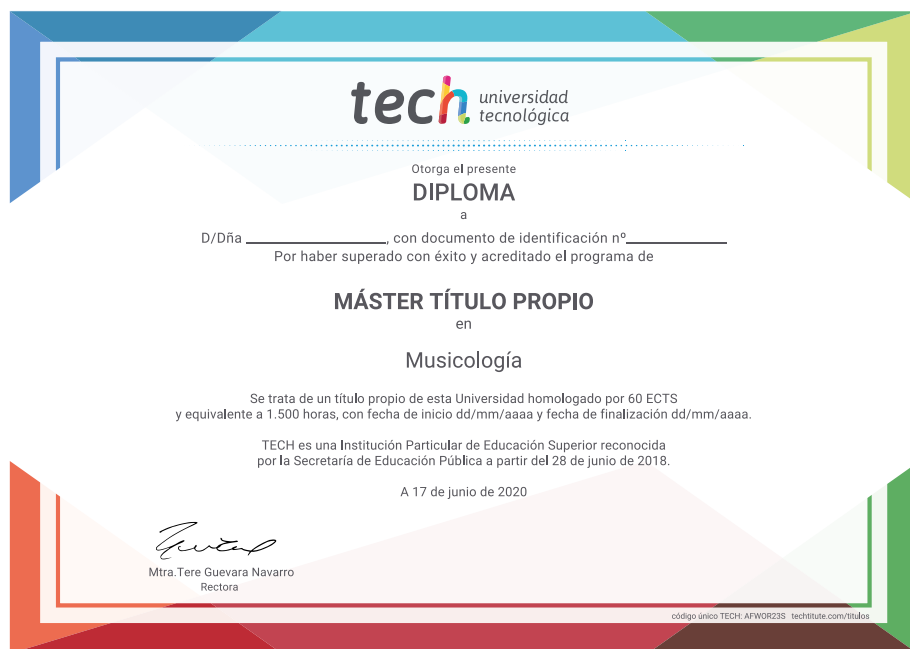 tech universidad
tecnológica
Otorga el presente
DIPLOMA
a
D/Dña ____________________, con documento de identificación nº______________
Por haber superado con éxito y acreditado el programa de
MÁSTER TÍTULO PROPIO
en
Musicología
Se trata de un título propio de esta Universidad homologado por 60 ECTS
y equivalente a 1.500 horas, con fecha de inicio dd/mm/aaaa y fecha de finalización dd/mm/aaaa.
TECH es una Institución Particular de Educación Superior reconocida
por la Secretaría de Educación Pública a partir del 28 de junio de 2018.
A 17 de junio de 2020
Mtra.Tere Guevara Navarro
Rectora
código único TECH: AFWOR23S techtitute.com/titulos